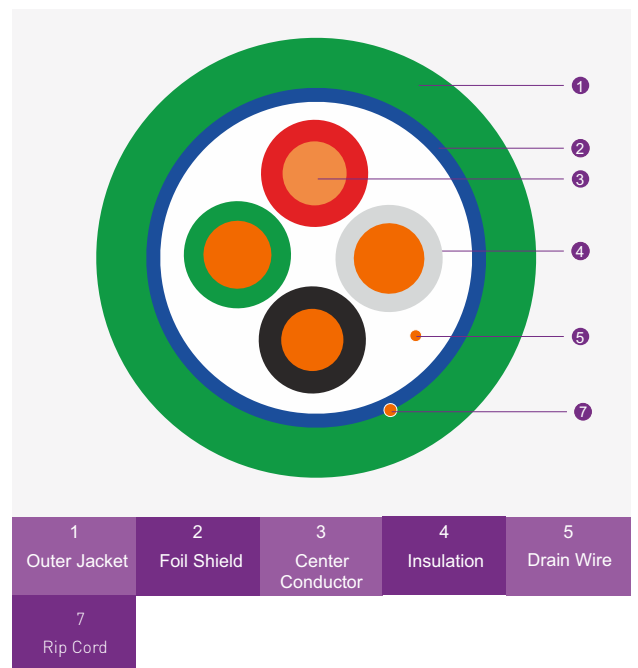 1
2
3
4
5
7
1
Outer Jacket
2
Foil Shield
3
Center
Conductor
4
Insulation
5
Drain Wire
7
Rip Cord